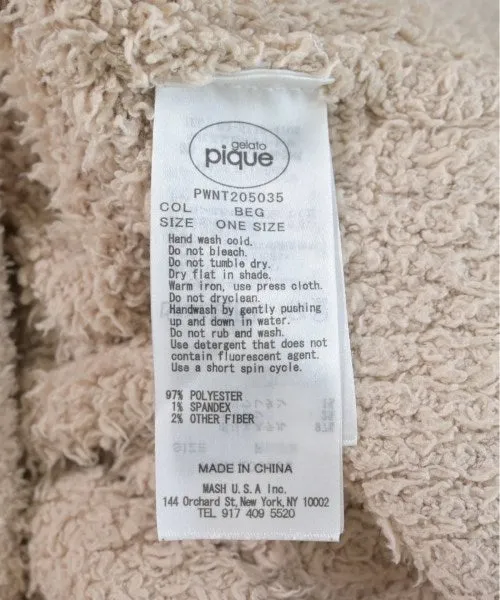 gelato
pique
PWNT205035
COL BEG
SIZE ONE SIZE
Hand wash cold.
Do not bleach.
Do not tumble dry.
Dry flat in shade.
Warm iron, use press cloth.
Do not dryclean.
Handwash by gently pushing
up and down in water.
Do not rub and wash.
Use detergent that does not
contain fluorescent agent.
Use a short spin cycle.
97% POLYESTER
1% SPANDEX
2% OTHER FIBER
MADE IN CHINA
MASH U.S.A Inc.
144 Orchard St, New York, NY 10002
TEL 917 409 5520